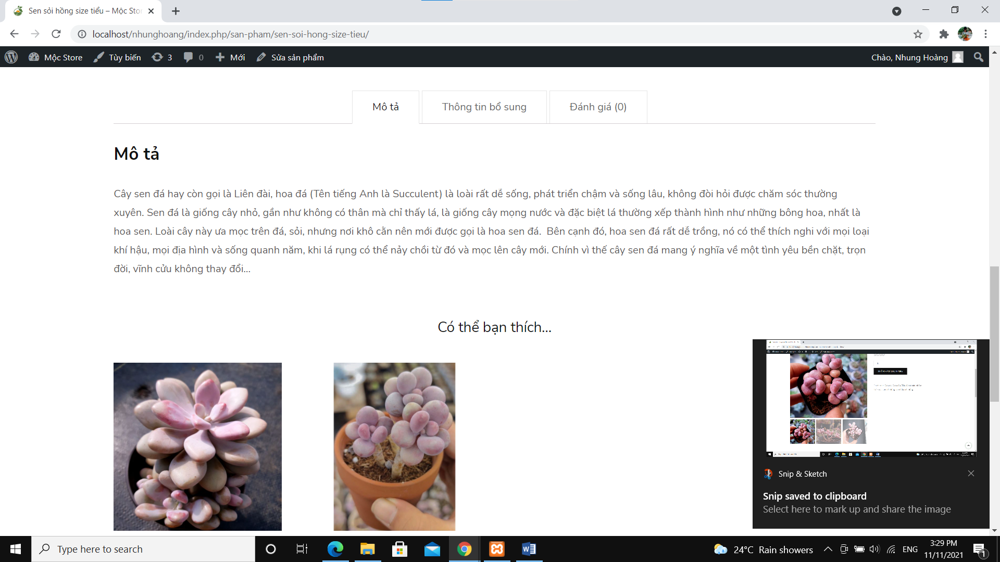 Sen sỏi hồng size tiểu – Mộc Stor
localhost/nhunghoang/index.php/san-pham/sen-soi-hong-size-tieu/
Mộc Store Tùy biến 3 0 Mới Sửa sản phẩm Chào, Nhung Hoàng
Mô tả Thông tin bổ sung Đánh giá (0)
Mô tả
Cây sen đá hay còn gọi là Liên đài, hoa đá (Tên tiếng Anh là Succulent) là loài rất dễ sống, phát triển chậm và sống lâu, không đòi hỏi được chăm sóc thường
xuyên. Sen đá là giống cây nhỏ, gần như không có thân mà chỉ thấy lá, là giống cây mọng nước và đặc biệt lá thường xếp thành hình như những bông hoa, nhất là
hoa sen. Loài cây này ưa mọc trên đá, sỏi, nhưng nơi khô cằn nên mới được gọi là hoa sen đá.  Bên cạnh đó, hoa sen đá rất dễ trồng, nó có thể thích nghi với mọi loại
khí hậu, mọi địa hình và sống quanh năm, khi lá rụng có thể nảy chồi từ đó và mọc lên cây mới. Chính vì thế cây sen đá mang ý nghĩa về một tình yêu bền chặt, trọn
đời, vĩnh cửu không thay đổi...
Có thể bạn thích...
Snip & Sketch
Snip saved to clipboard
Select here to mark up and share the image
Type here to search
24°C Rain showers
ENG
3:29 PM
11/11/2021
1